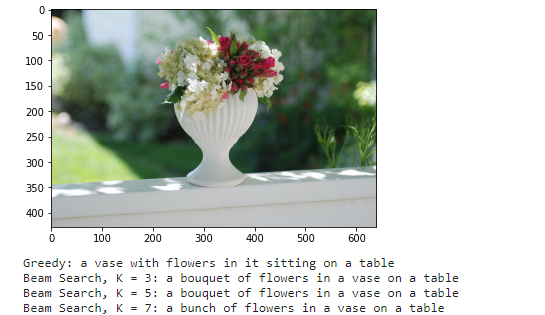 0
50
100
150
200
250
300
350
400
0 100 200 300 400 500 600
Greedy: a vase with flowers in it sitting on a table
Beam Search, K = 3: a bouquet of flowers in a vase on a table
Beam Search, K = 5: a bouquet of flowers in a vase on a table
Beam Search, K = 7: a bunch of flowers in a vase on a table